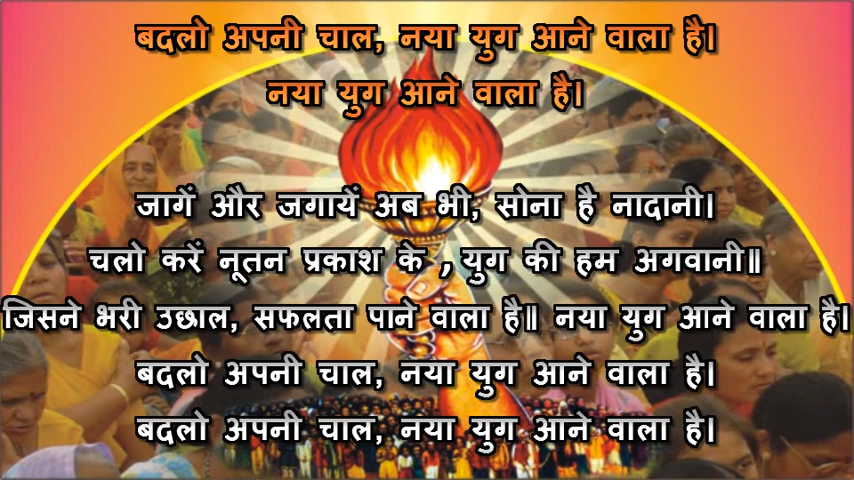 बदलो अपनी चाल, नया युग आने वाला है।
नया युग आने वाला है।
जागें और जगायें अब भी, सोना है नादानी।
चलो करें नूतन प्रकाश के , युग की हम अगवानी॥
जिसने भरी उछाल, सफलता पाने वाला है॥ नया युग आने वाला है।
बदलो अपनी चाल, नया युग आने वाला है।
बदलो अपनी चाल, नया युग आने वाला है।